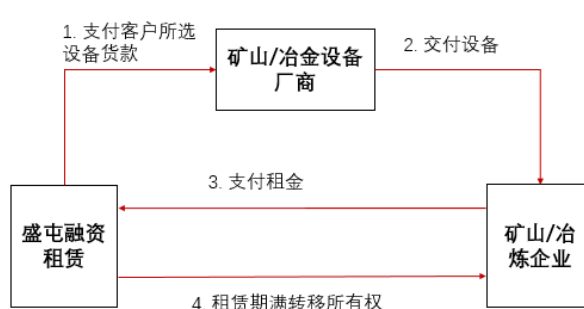 1. 支付客户所选
设备货款
矿山/冶金设备
厂商
2. 交付设备
3. 支付租金
盛屯融资
租赁
矿山/冶
炼企业
4. 租赁期满转移所有权